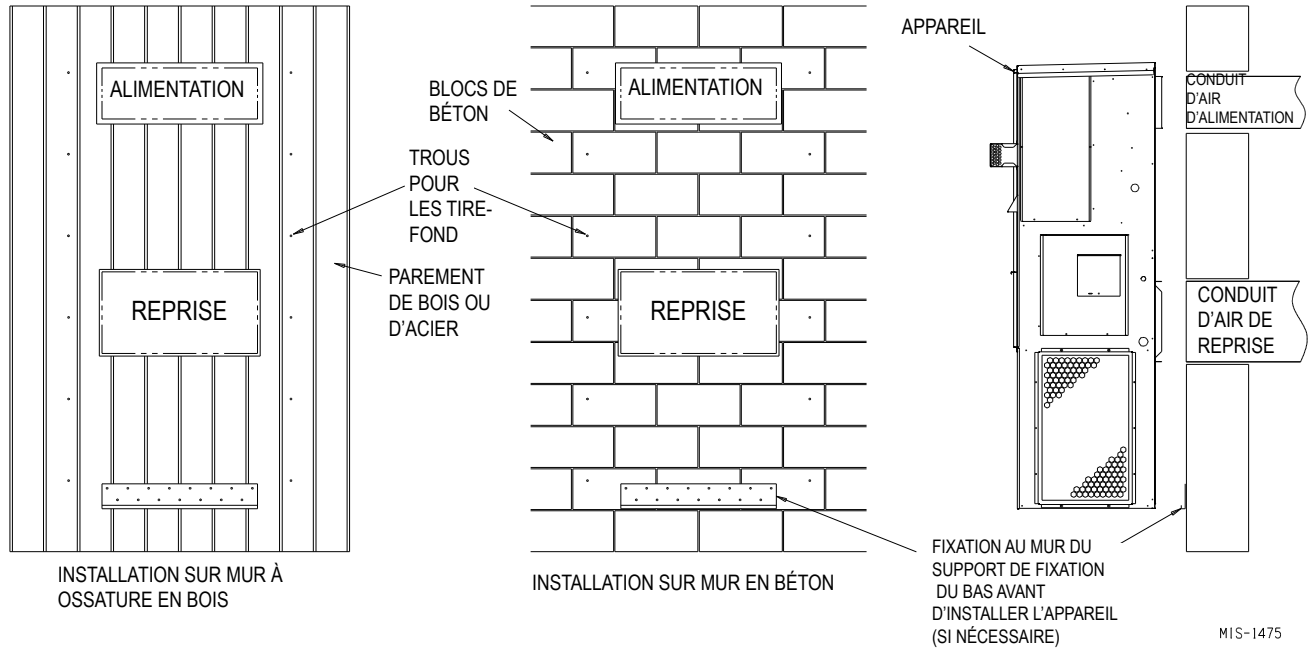 ALIMENTATION
REPRISE
INSTALLATION SUR MUR À
OSSATURE EN BOIS
TROUS
POUR
LES TIRE-
FOND
PAREMENT
DE BOIS OU
D'ACIER
BLOCS DE
BÉTON
ALIMENTATION
REPRISE
INSTALLATION SUR MUR EN BÉTON
APPAREIL
CONDUIT
D'AIR
D'ALIMENTATION
CONDUIT
D'AIR DE
REPRISE
FIXATION AU MUR DU
SUPPORT DE FIXATION
DU BAS AVANT
D'INSTALLER L'APPAREIL
(SI NÉCESSAIRE)
MIS-1475